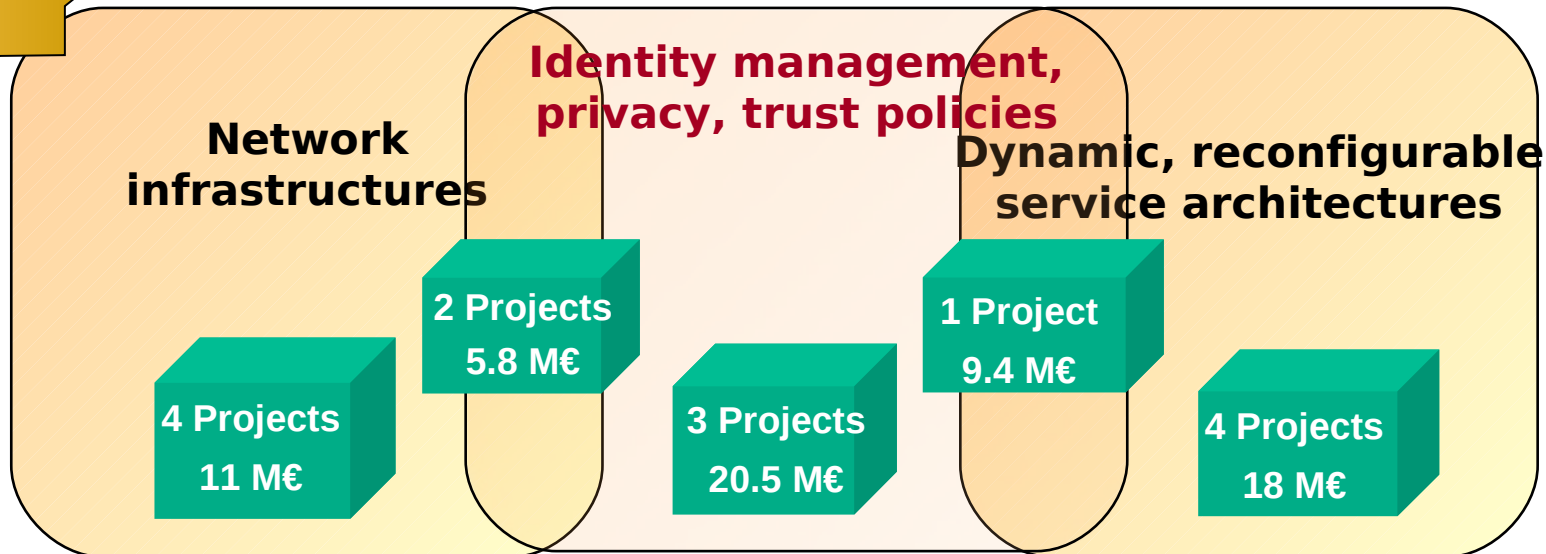 Identity management,
privacy, trust policies
Network
infrastructures
Dynamic, reconfigurable
service architectures
2 Projects
5.8 M€
1 Project
9.4 M€
4 Projects
11 M€
3 Projects
20.5 M€
4 Projects
18 M€